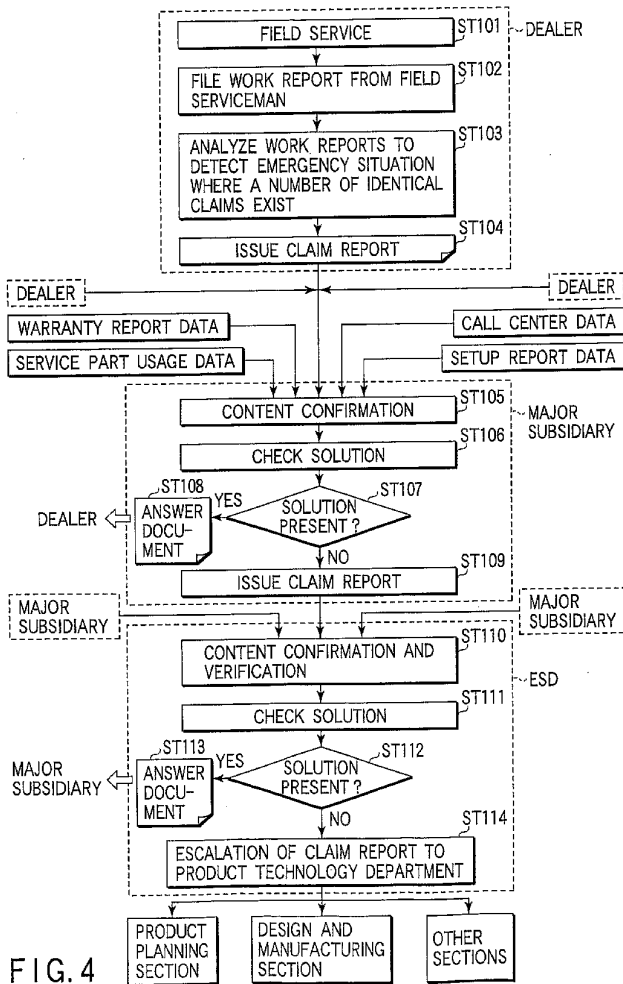 FIELD SERVICE
ST101
DEALER
FILE WORK REPORT FROM FIELD
SERVICEMAN
ST102
ANALYZE WORK REPORTS TO
DETECT EMERGENCY SITUATION
WHERE A NUMBER OF IDENTICAL
CLAIMS EXIST
ST103
ISSUE CLAIM REPORT
ST104
DEALER
DEALER
WARRANTY REPORT DATA
CALL CENTER DATA
SERVICE PART USAGE DATA
SETUP REPORT DATA
CONTENT CONFIRMATION
ST105
MAJOR
SUBSIDIARY
CHECK SOLUTION
ST106
SOLUTION
PRESENT ?
ST107
YES
ST108
ANSWER
DOCU-
MENT
DEALER
NO
ISSUE CLAIM REPORT
ST109
MAJOR
SUBSIDIARY
MAJOR
SUBSIDIARY
CONTENT CONFIRMATION AND
VERIFICATION
ST110
ESD
CHECK SOLUTION
ST111
SOLUTION
PRESENT ?
ST112
YES
ST113
ANSWER
DOCU-
MENT
MAJOR
SUBSIDIARY
NO
ESCALATION OF CLAIM REPORT TO
PRODUCT TECHNOLOGY DEPARTMENT
ST114
PRODUCT
PLANNING
SECTION
DESIGN AND
MANUFACTURING
SECTION
OTHER
SECTIONS
FIG. 4